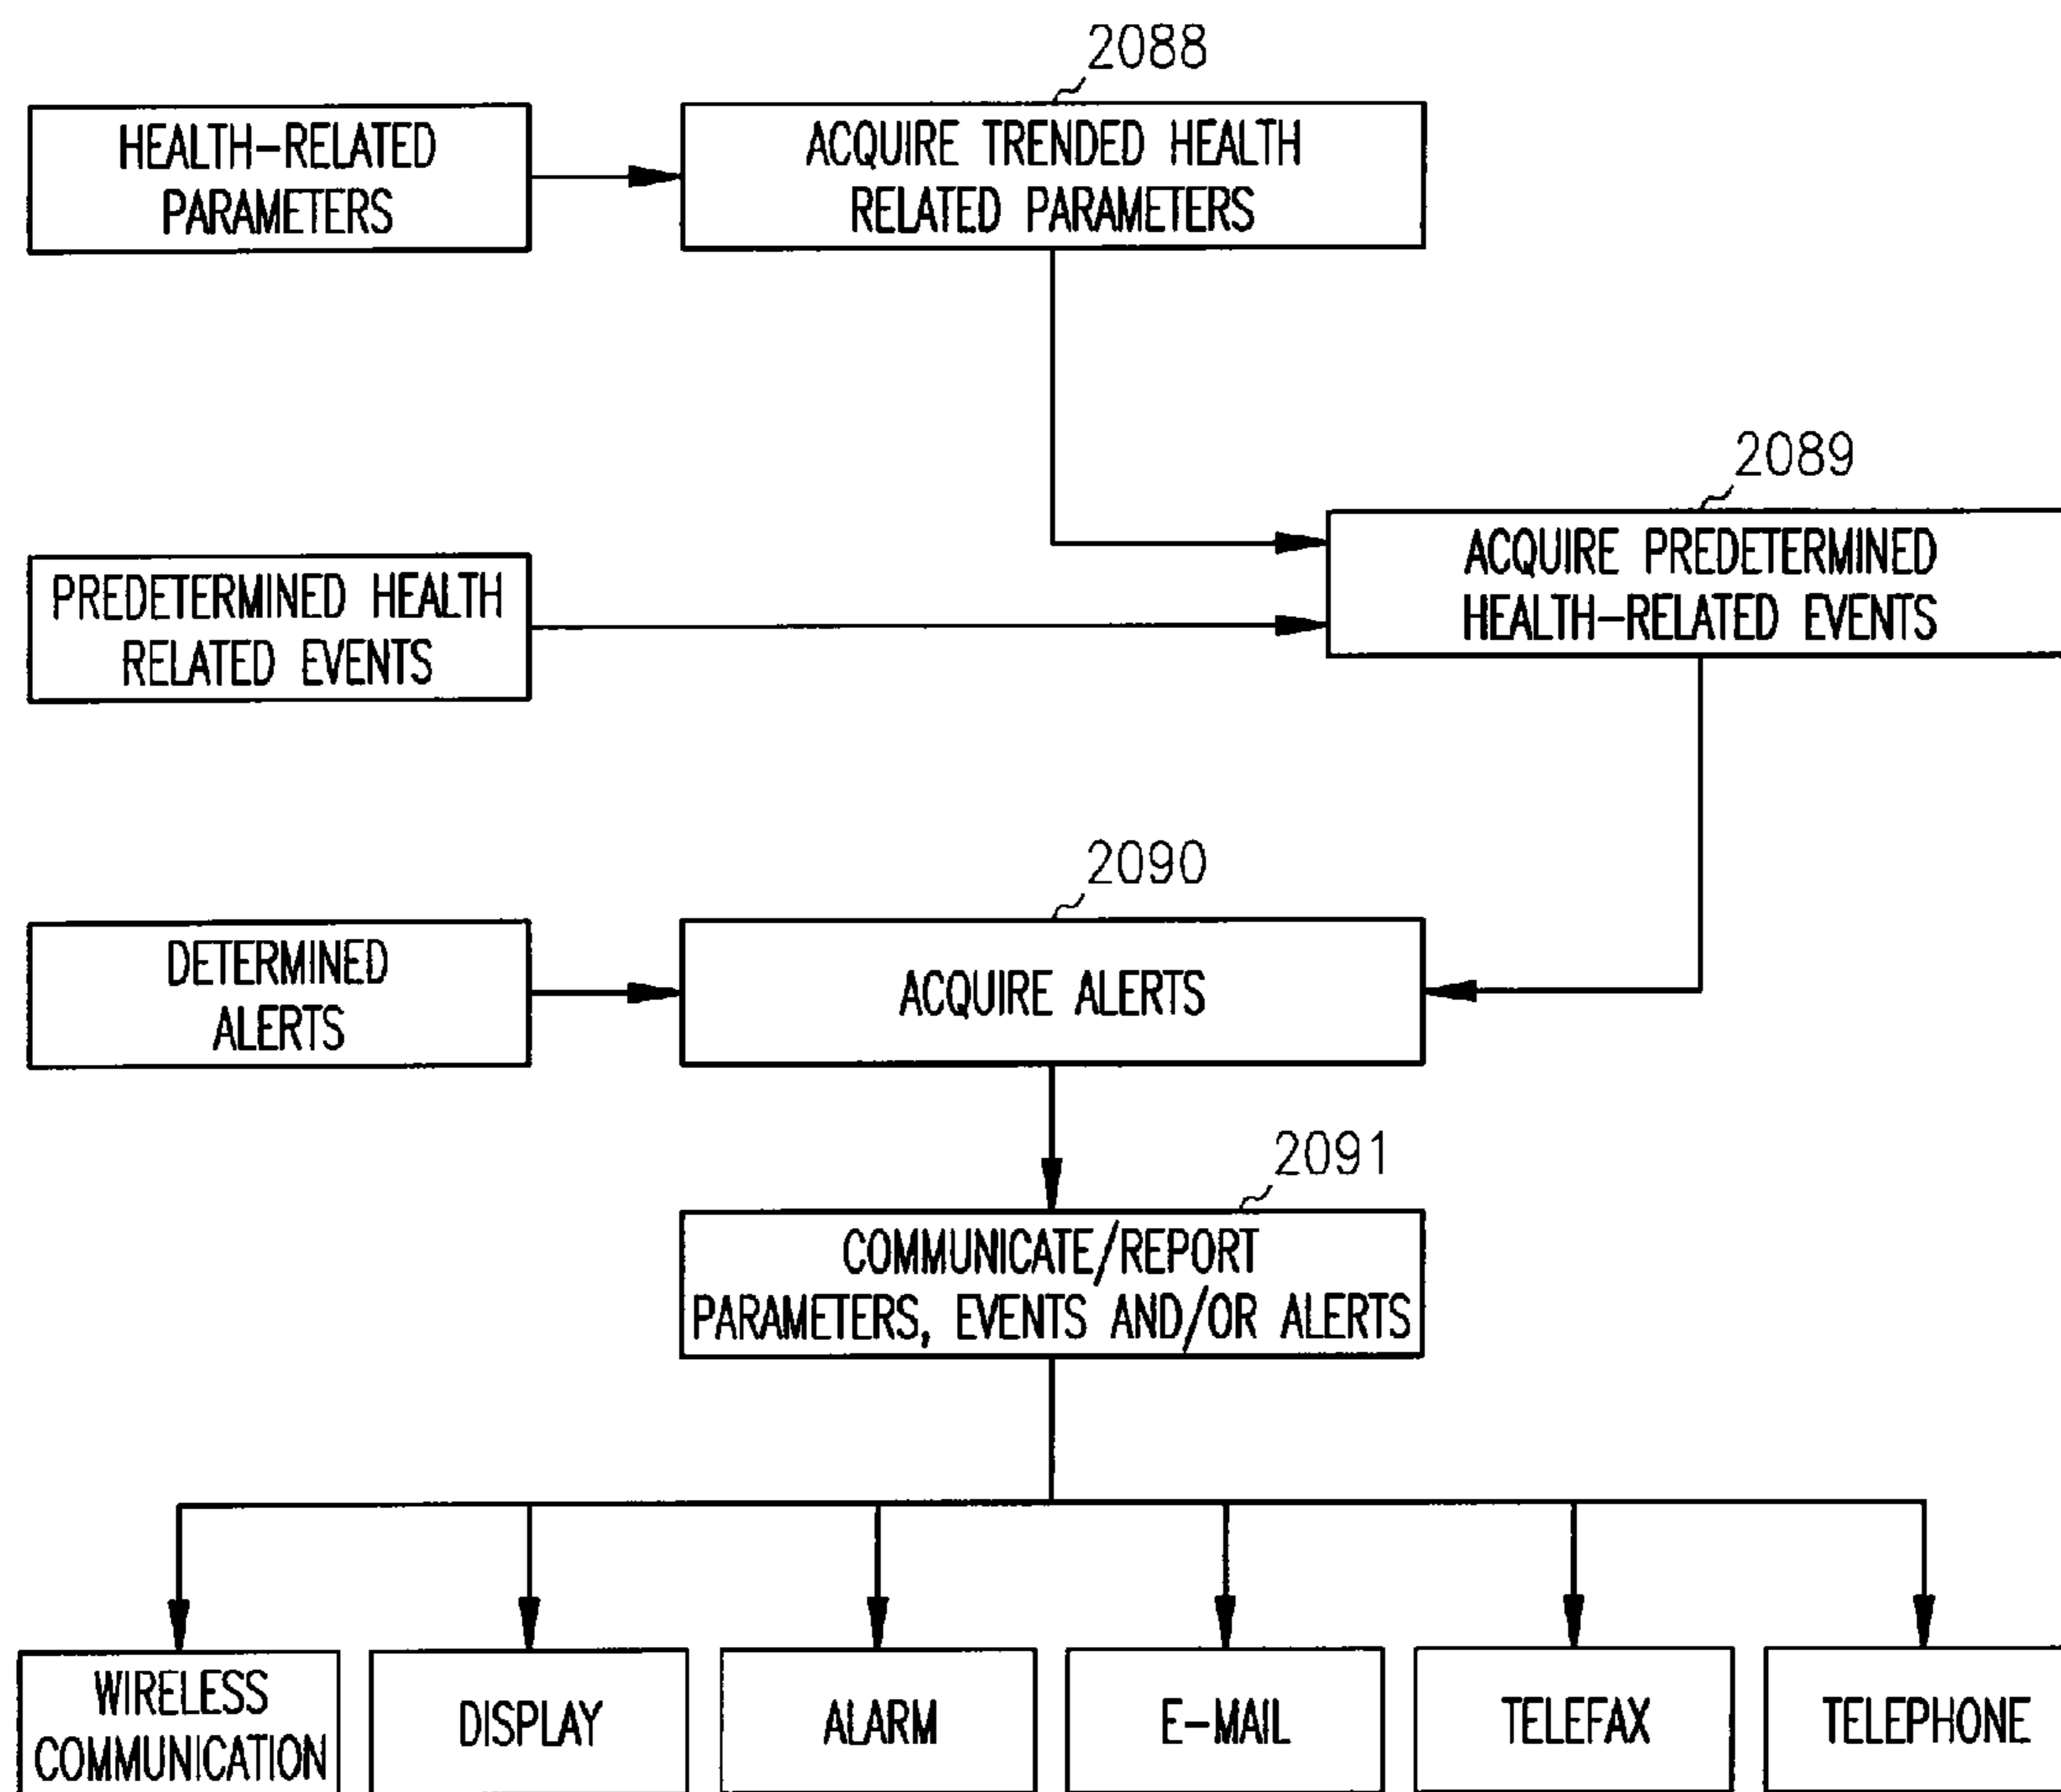 2088
HEALTH-RELATED
PARAMETERS
ACQUIRE TRENDED HEALTH
RELATED PARAMETERS
2089
PREDETERMINED HEALTH
RELATED EVENTS
ACQUIRE PREDETERMINED
HEALTH-RELATED EVENTS
2090
DETERMINED
ALERTS
ACQUIRE ALERTS
2091
COMMUNICATE/REPORT
PARAMETERS, EVENTS AND/OR ALERTS
WIRELESS
COMMUNICATION
DISPLAY
ALARM
E-MAIL
TELEFAX
TELEPHONE